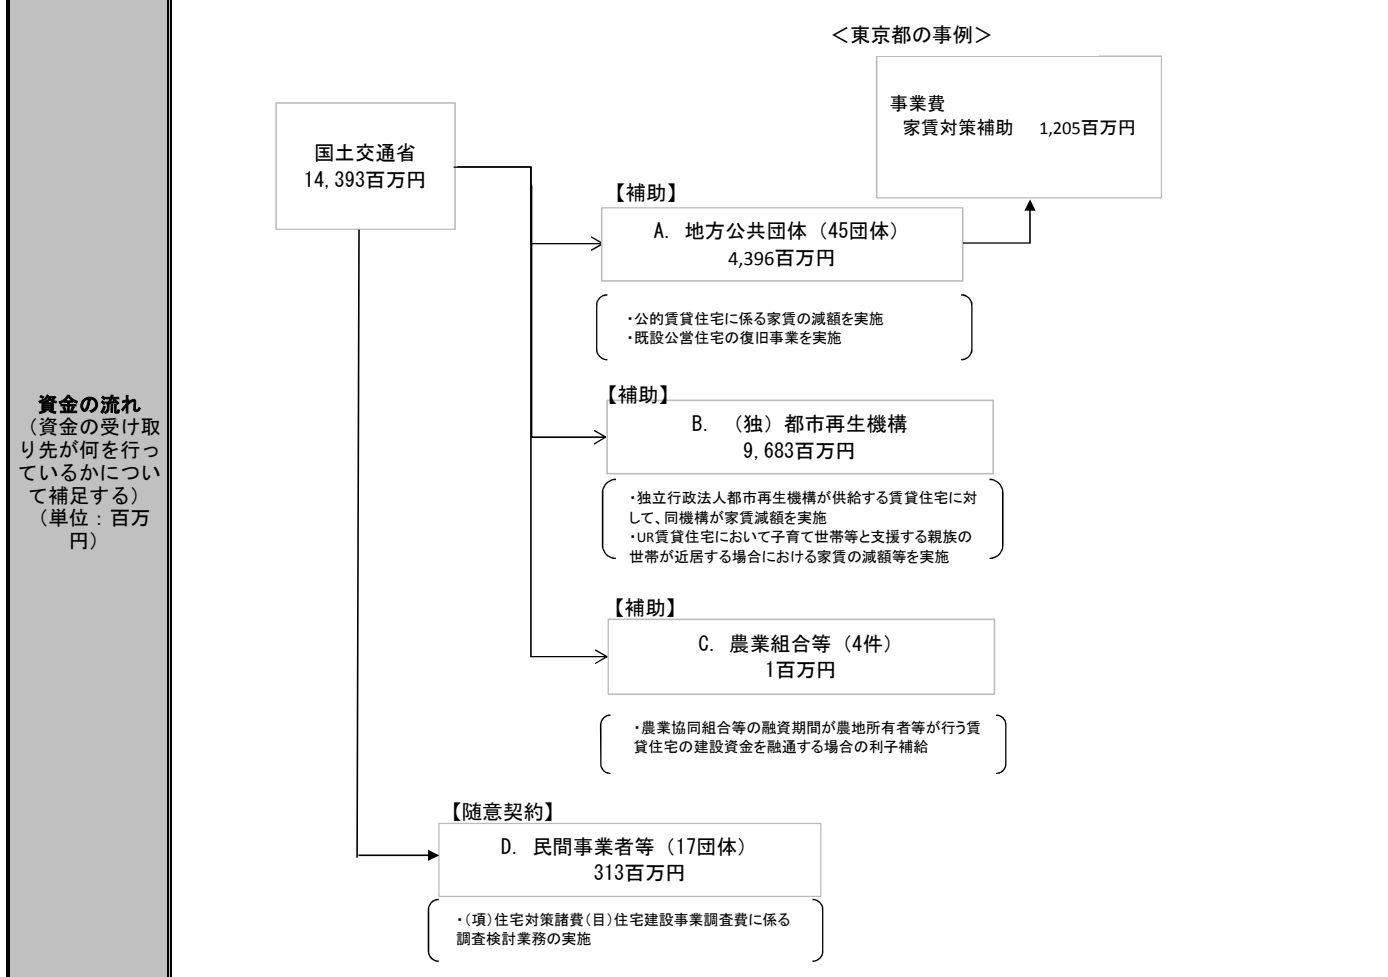 資金の流れ
（資金の受け取
り先が何を行っ
ているかについ
て補足する）
（単位：百万
円）
＜東京都の事例＞
事業費
家賃対策補助　1,205百万円
国土交通省
14,393百万円
【補助】
A. 地方公共団体（45団体）
4,396百万円
・公的賃貸住宅に係る家賃の減額を実施
・既設公営住宅の復旧事業を実施
【補助】
B. （独）都市再生機構
9,683百万円
・独立行政法人都市再生機構が供給する賃貸住宅に対
して、同機構が家賃減額を実施
・UR賃貸住宅において子育て世帯等と支援する親族の
世帯が近居する場合における家賃の減額等を実施
【補助】
C. 農業組合等（4件）
1百万円
・農業協同組合等の融資期間が農地所有者等が行う賃
貸住宅の建設資金を融通する場合の利子補給
【随意契約】
D. 民間事業者等（17団体）
313百万円
・（項）住宅対策諸費（目）住宅建設事業調査費に係る
調査検討業務の実施